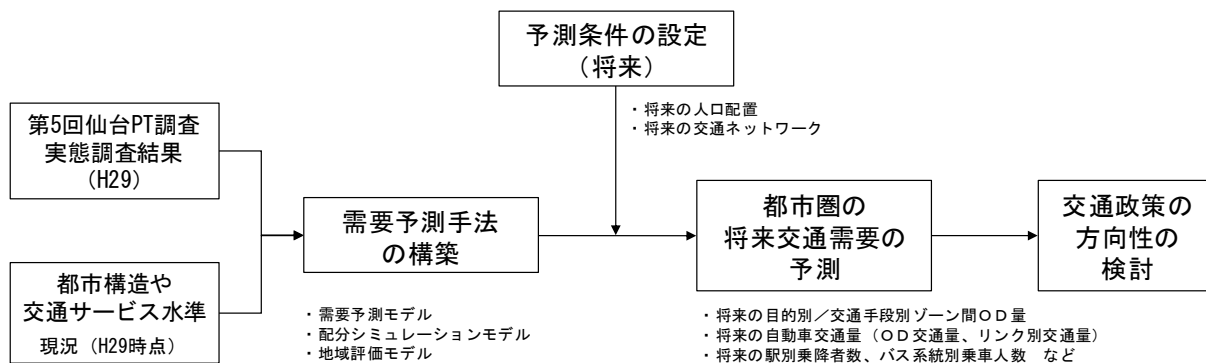 予測条件の設定
（将来）
・将来の人口配置
・将来の交通ネットワーク
第5回仙台PT調査
実態調査結果
（H29）
都市構造や
交通サービス水準
現況（H29時点）
需要予測手法
の構築
・需要予測モデル
・配分シミュレーションモデル
・地域評価モデル
都市圏の
将来交通需要の
予測
・将来の目的別／交通手段別ゾーン間ＯＤ量
・将来の自動車交通量（ＯＤ交通量、リンク別交通量）
・将来の駅別乗降者数、バス系統別乗車人数　など
交通政策の
方向性の
検討